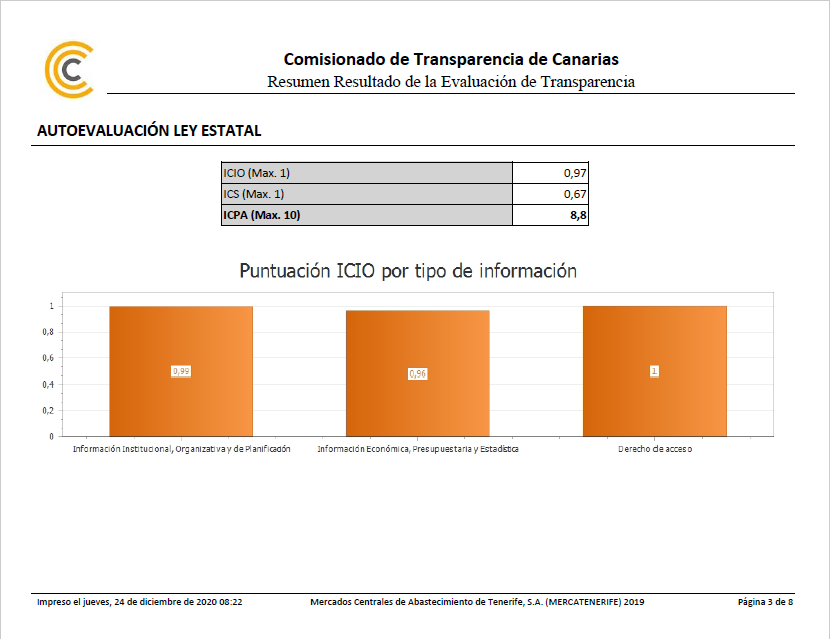 Comisionado de Transparencia de Canarias
Resumen Resultado de la Evaluación de Transparencia
AUTOEVALUACIÓN LEY ESTATAL
ICIO (Max. 1) 0,97
ICS (Max. 1) 0,67
ICPA (Max. 10) 8,8
Puntuación ICIO por tipo de información
1
0,8
0,6
0,4
0,2
0
0,99
0,96
1
Información Institucional, Organizativa y de Planificación
Información Económica, Presupuestaria y Estadística
Derecho de acceso
Impreso el jueves, 24 de diciembre de 2020 08:22 Mercados Centrales de Abastecimiento de Tenerife, S.A. (MERCATENERIFE) 2019 Página 3 de 8